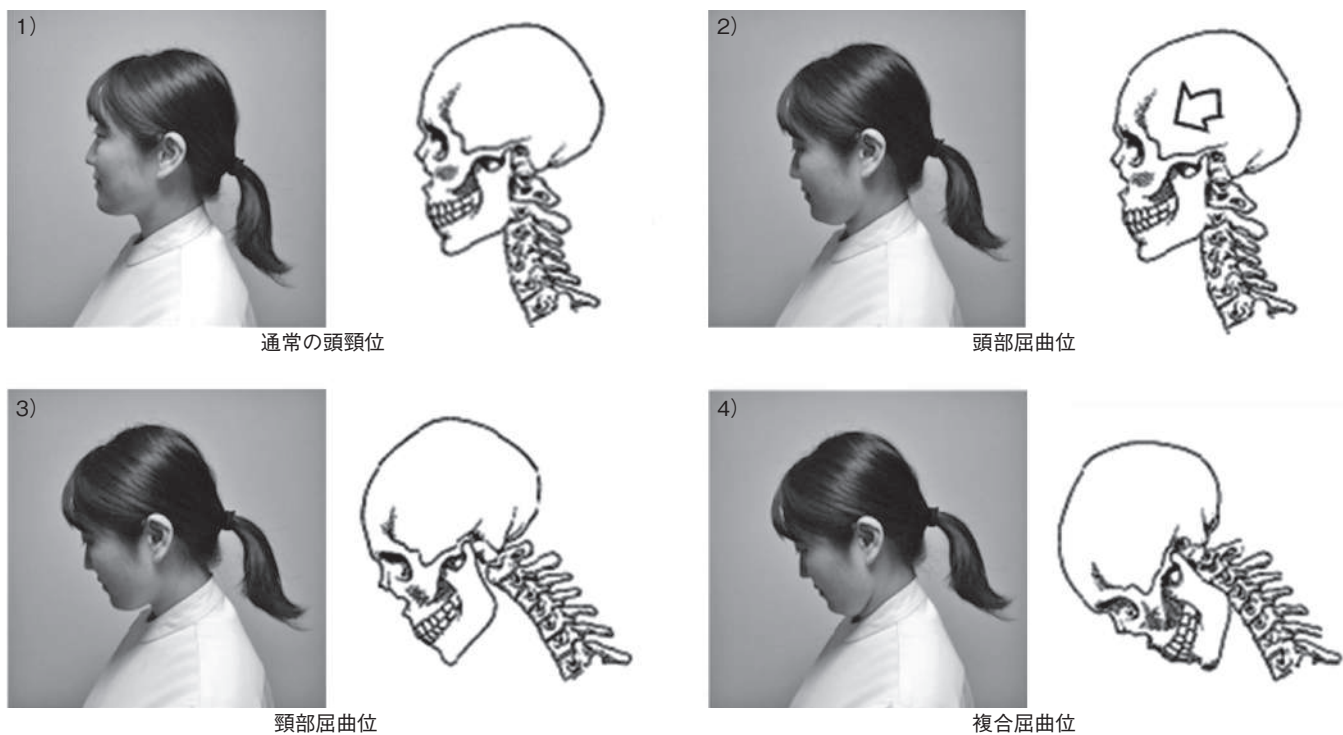 1）
2）
通常の頭頸位
頭部屈曲位
3）
4）
頸部屈曲位
複合屈曲位